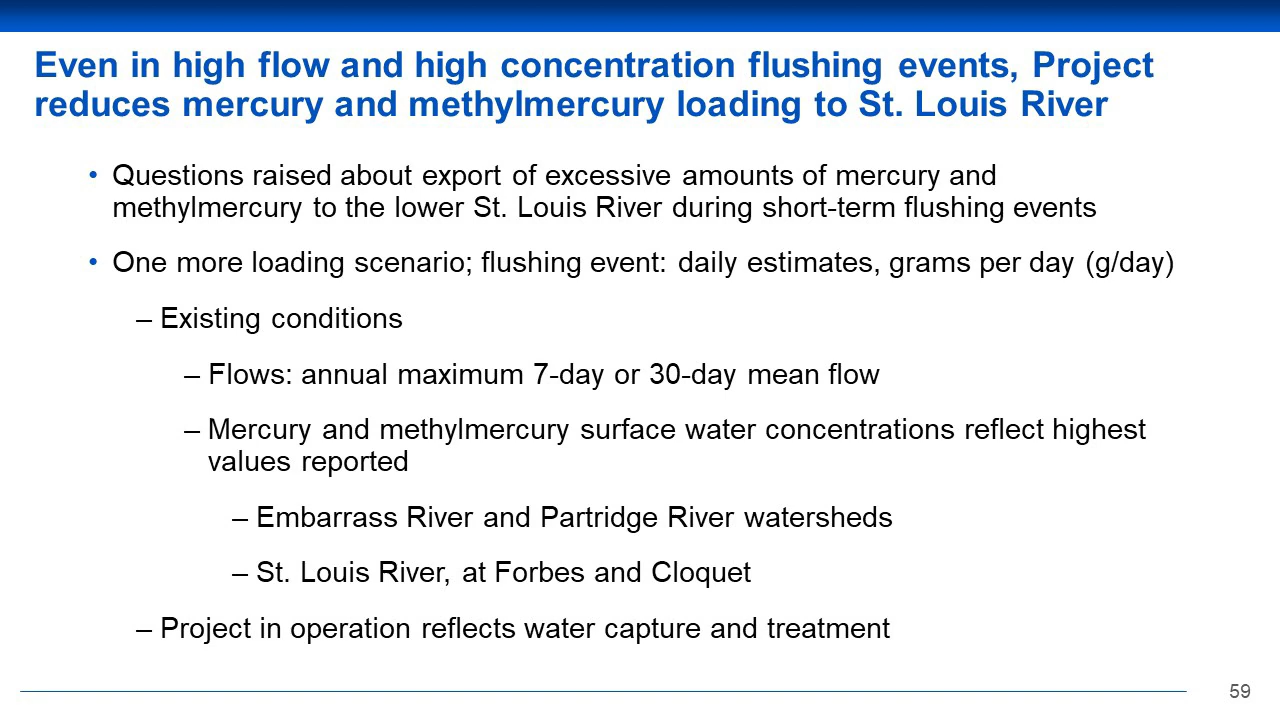 Even in high flow and high concentration flushing events, Project
reduces mercury and methylmercury loading to St. Louis River
• Questions raised about export of excessive amounts of mercury and
methylmercury to the lower St. Louis River during short-term flushing events
• One more loading scenario; flushing event: daily estimates, grams per day (g/day)
– Existing conditions
– Flows: annual maximum 7-day or 30-day mean flow
– Mercury and methylmercury surface water concentrations reflect highest
values reported
– Embarrass River and Partridge River watersheds
– St. Louis River, at Forbes and Cloquet
– Project in operation reflects water capture and treatment
59